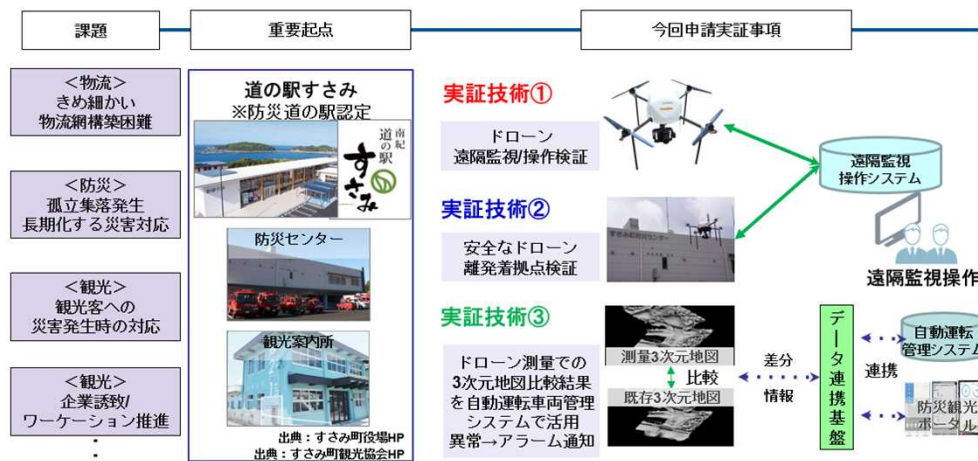 課題
重要起点
今回申請実証事項
＜物流＞
きめ細かい
物流網構築困難
＜防災＞
孤立集落発生
長期化する災害対応
＜観光＞
観光客への
災害発生時の対応
＜観光＞
企業誘致/
ワーケーション推進
道の駅すさみ
※防災道の駅認定
南紀
道の駅
すさみ
防災センター
観光案内所
出典：すさみ町役場HP
出典：すさみ町観光協会HP
実証技術①
ドローン
遠隔監視/操作検証
実証技術②
安全なドローン
離発着拠点検証
すさみ町防災センター
実証技術③
ドローン測量での
3次元地図比較結果
を自動運転車両管理
システムで活用
異常→アラーム通知
測量3次元地図
比較
既存3次元地図
差分
情報
データ連携基盤
遠隔監視
操作システム
遠隔監視操作
自動運転
管理システム
連携
防災観光
ポータル